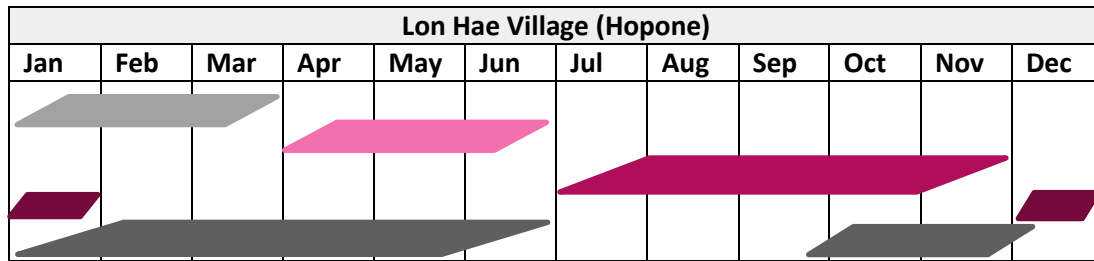 Lon Hae Village (Hopone)
Jan Feb Mar Apr May Jun Jul Aug Sep Oct Nov Dec